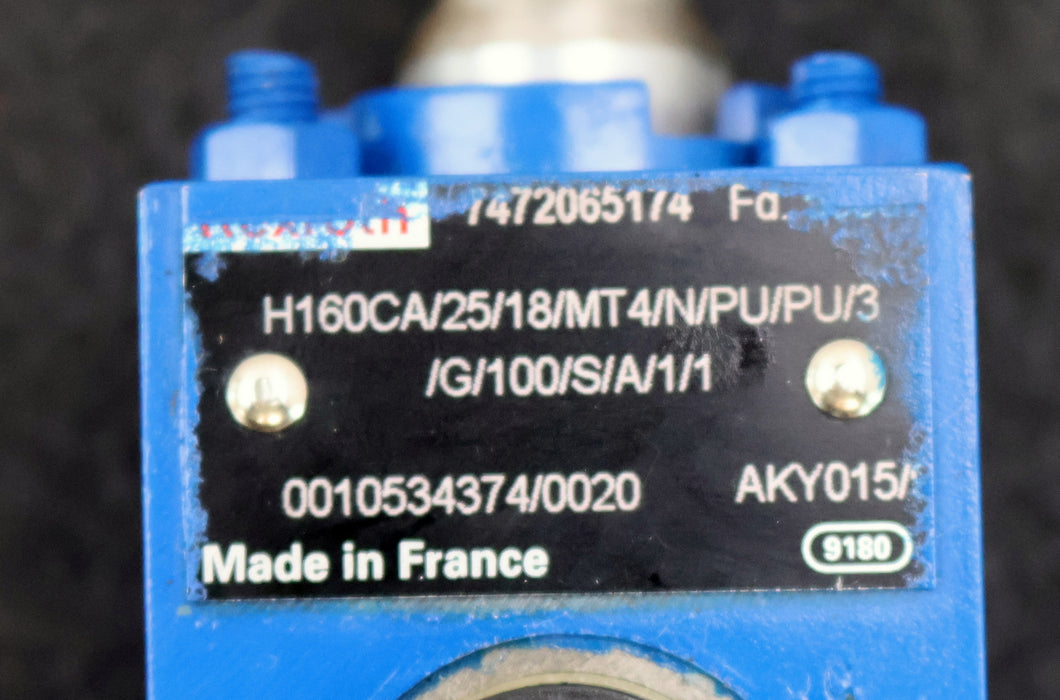 Rexroth 7472065174 Fa.
H160CA/25/18/MT4/N/PU/PU/3
/G/100/S/A/1/1
0010534374/0020 AKY015/
Made in France 9180